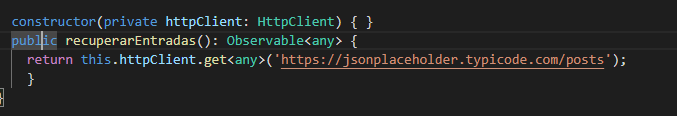 constructor(private httpClient: HttpClient) { }
public recuperarEntradas(): Observable<any> {
return this.httpClient.get<any>('https://jsonplaceholder.typicode.com/posts');
}
}